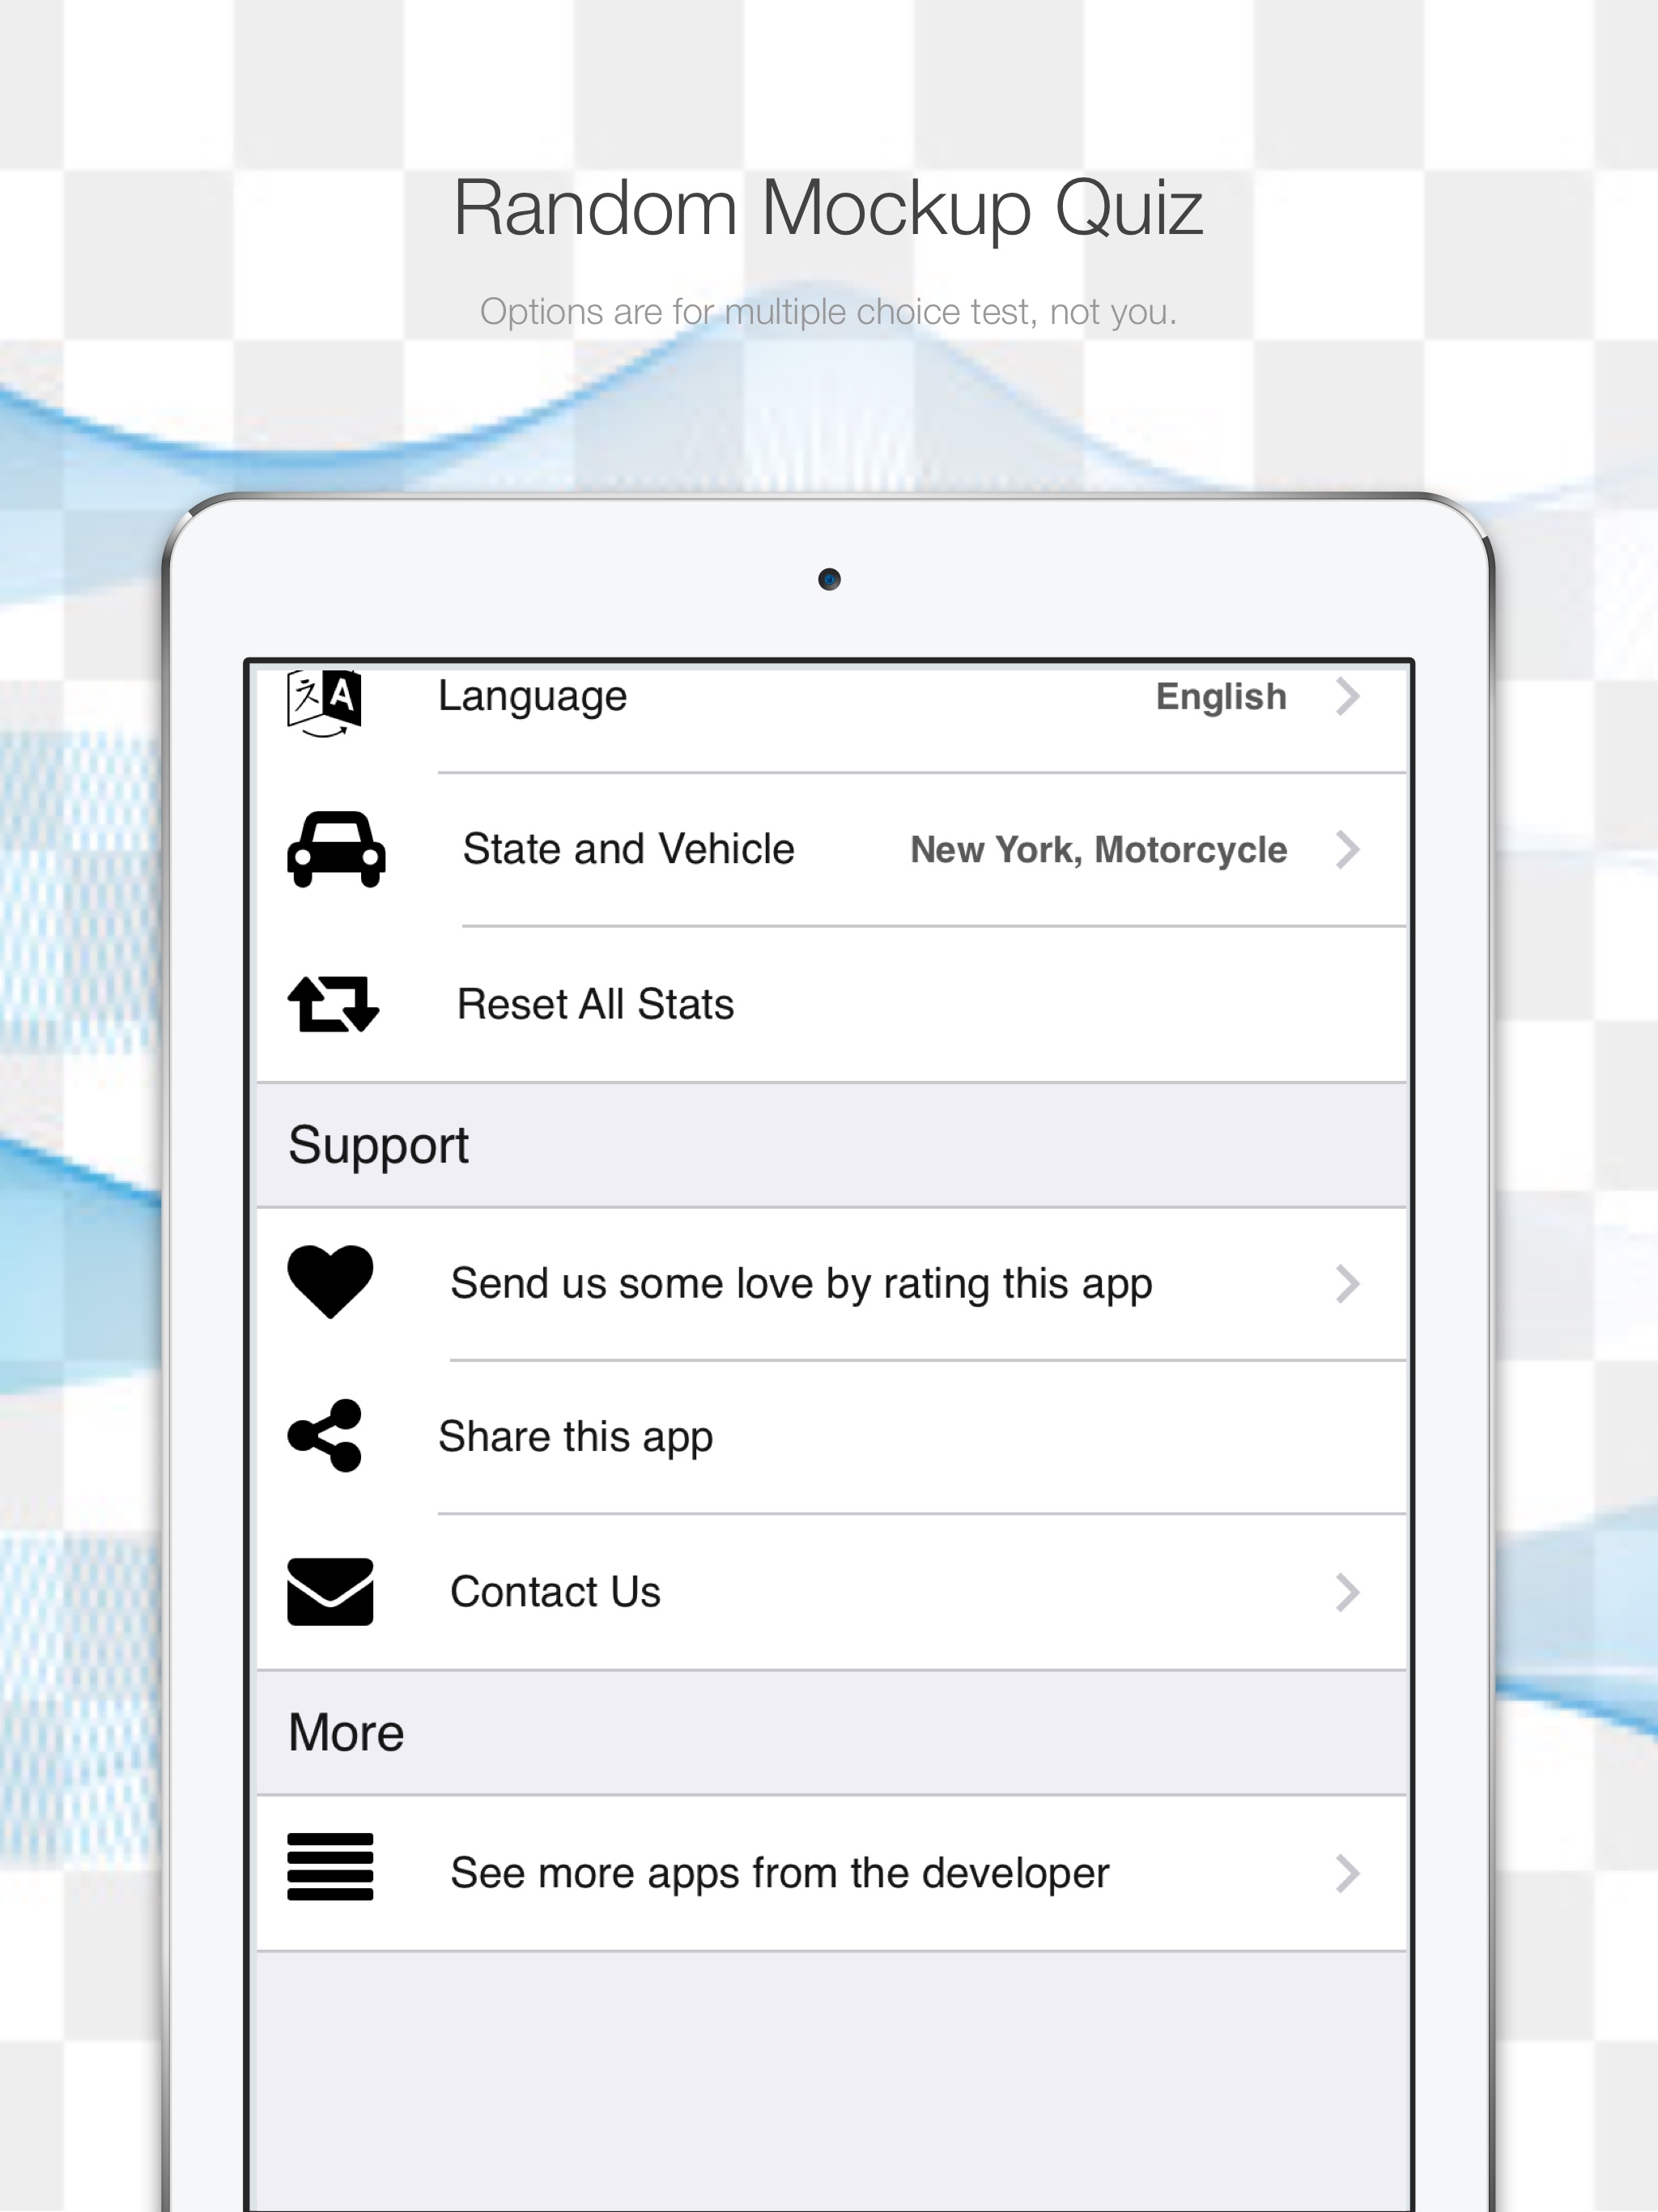 Random Mockup Quiz
Options are for multiple choice test, not you.
Language English
State and Vehicle New York, Motorcycle
Reset All Stats
Support
Send us some love by rating this app
Share this app
Contact Us
More
See more apps from the developer